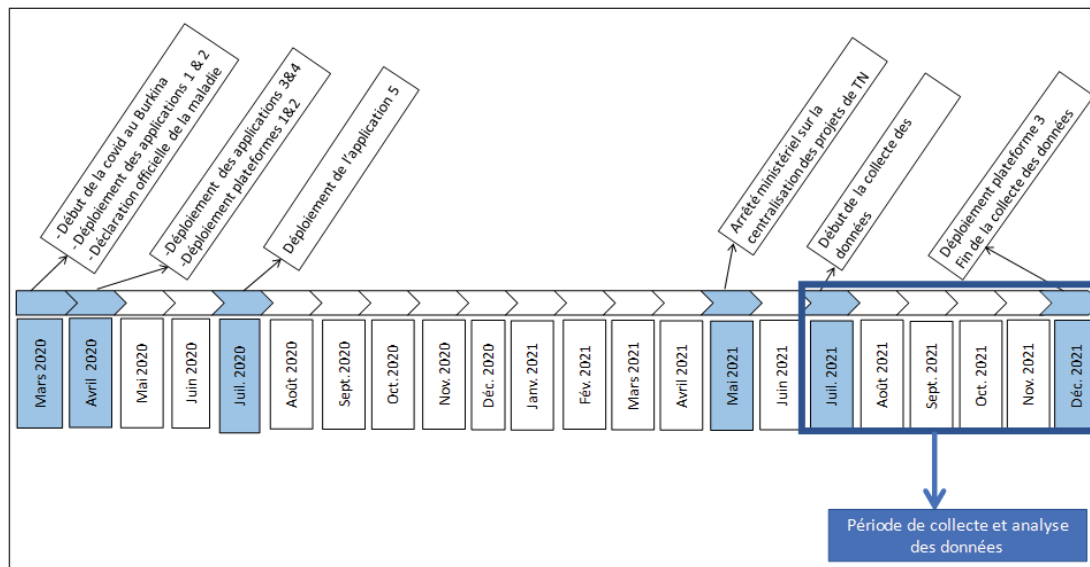 -Début de la covid au Burkina
-Déploiement des applications 1 & 2
-Déclaration officielle de la maladie
-Déploiement des applications 3&4
-Déploiement plateformes 1&2
Déploiement de l'application 5
Arrêté ministériel sur la
centralisation des projets de TN
Début de la collecte des
données
Déploiement plateforme 3
Fin de la collecte des données
Mars 2020
Avril 2020
Mai 2020
Juin 2020
Juil. 2020
Août 2020
Sept. 2020
Oct. 2020
Nov. 2020
Déc. 2020
Janv. 2021
Fév. 2021
Mars 2021
Avril 2021
Mai 2021
Juin 2021
Juil. 2021
Août 2021
Sept. 2021
Oct. 2021
Nov. 2021
Déc. 2021
Période de collecte et analyse
des données